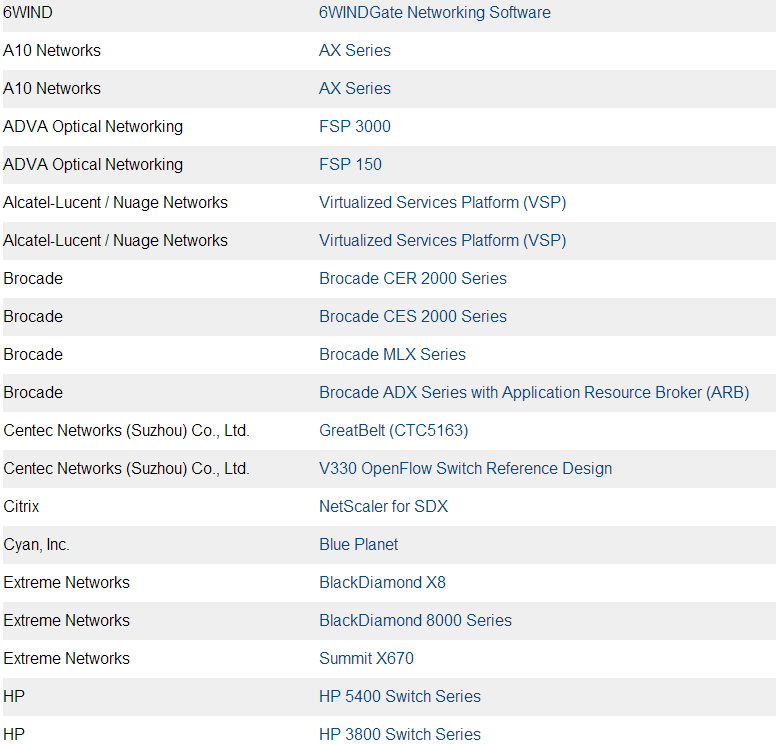 6WIND 6WINDGate Networking Software
A10 Networks AX Series
A10 Networks AX Series
ADVA Optical Networking FSP 3000
ADVA Optical Networking FSP 150
Alcatel-Lucent / Nuage Networks Virtualized Services Platform (VSP)
Alcatel-Lucent / Nuage Networks Virtualized Services Platform (VSP)
Brocade Brocade CER 2000 Series
Brocade Brocade CES 2000 Series
Brocade Brocade MLX Series
Brocade Brocade ADX Series with Application Resource Broker (ARB)
Centec Networks (Suzhou) Co., Ltd. GreatBelt (CTC5163)
Centec Networks (Suzhou) Co., Ltd. V330 OpenFlow Switch Reference Design
Citrix NetScaler for SDX
Cyan, Inc. Blue Planet
Extreme Networks BlackDiamond X8
Extreme Networks BlackDiamond 8000 Series
Extreme Networks Summit X670
HP HP 5400 Switch Series
HP HP 3800 Switch Series